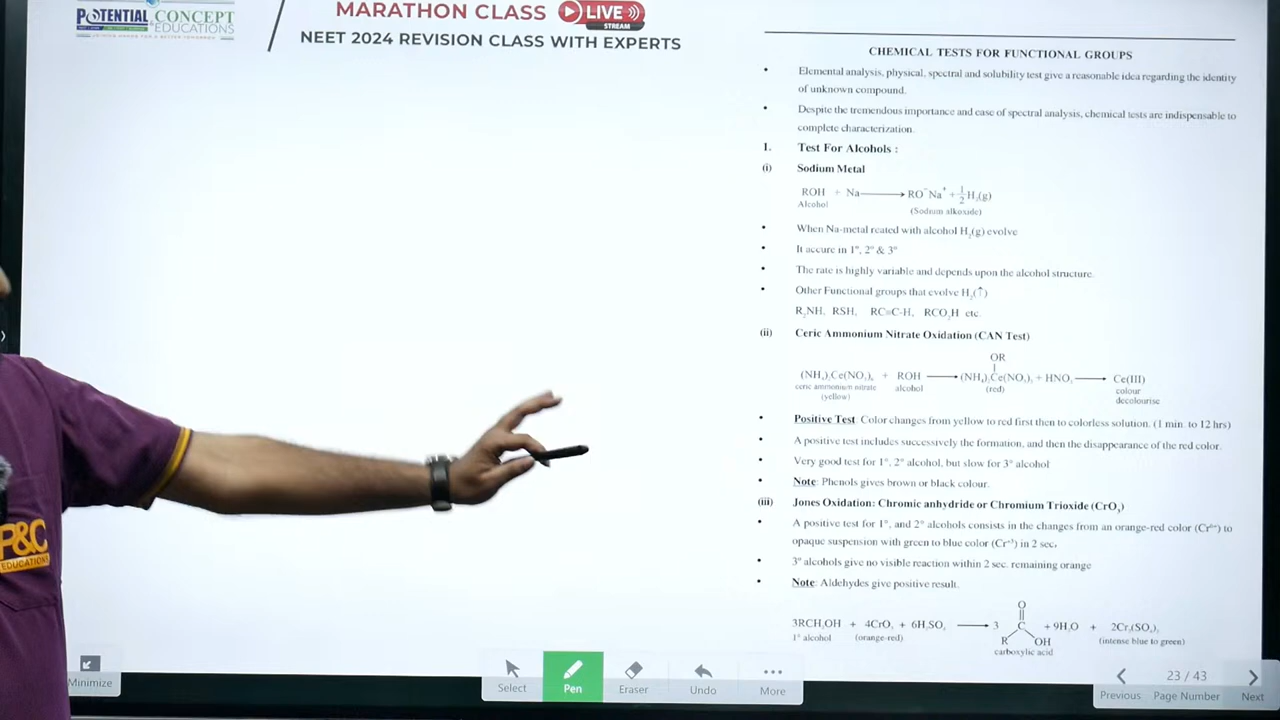 POTENTIAL CONCEPT
EDUCATIONS
MARATHON CLASS LIVE
STREAM
NEET 2024 REVISION CLASS WITH EXPERTS
CHEMICAL TESTS FOR FUNCTIONAL GROUPS
• Elemental analysis, physical, spectral and solubility test give a reasonable idea regarding the identity
of unknown compound.
• Despite the tremendous importance and ease of spectral analysis, chemical tests are indispensable to
complete characterization.
1. Test For Alcohols :
(i) Sodium Metal
ROH + Na ⟶ RO⁻Na⁺ + 1/2 H₂(g)
Alcohol (Sodium alkoxide)
• When Na-metal reated with alcohol H₂(g) evolve
• It accure in 1°, 2° & 3°
• The rate is highly variable and depends upon the alcohol structure.
• Other Functional groups that evolve H₂(↑)
R₂NH, RSH, RC≡C-H, RCO₂H etc.
(ii) Ceric Ammonium Nitrate Oxidation (CAN Test)
OR
(NH₄)₂Ce(NO₃)₆ + ROH ⟶ (NH₄)₂Ce(NO₃)₅ + HNO₃ ⟶ Ce(III)
ceric ammonium nitrate alcohol (red) colour
(yellow) decolourise
• Positive Test: Color changes from yellow to red first then to colorless solution. (1 min. to 12 hrs)
• A positive test includes successively the formation, and then the disappearance of the red color.
• Very good test for 1°, 2° alcohol, but slow for 3° alcohol
• Note: Phenols gives brown or black colour.
(iii) Jones Oxidation: Chromic anhydride or Chromium Trioxide (CrO₃)
• A positive test for 1°, and 2° alcohols consists in the changes from an orange-red color (Cr⁶⁺) to
opaque suspension with green to blue color (Cr⁺³) in 2 sec.
• 3° alcohols give no visible reaction within 2 sec. remaining orange
• Note: Aldehydes give positive result.
O
3RCH₂OH + 4CrO₃ + 6H₂SO₄ ⟶ 3 C + 9H₂O + 2Cr₂(SO₄)₃
1° alcohol (orange-red) R OH (intense blue to green)
carboxylic acid
P&C
EDUCATIONS
Minimize
Select Pen Eraser Undo More
23 / 43
Previous Page Number Next